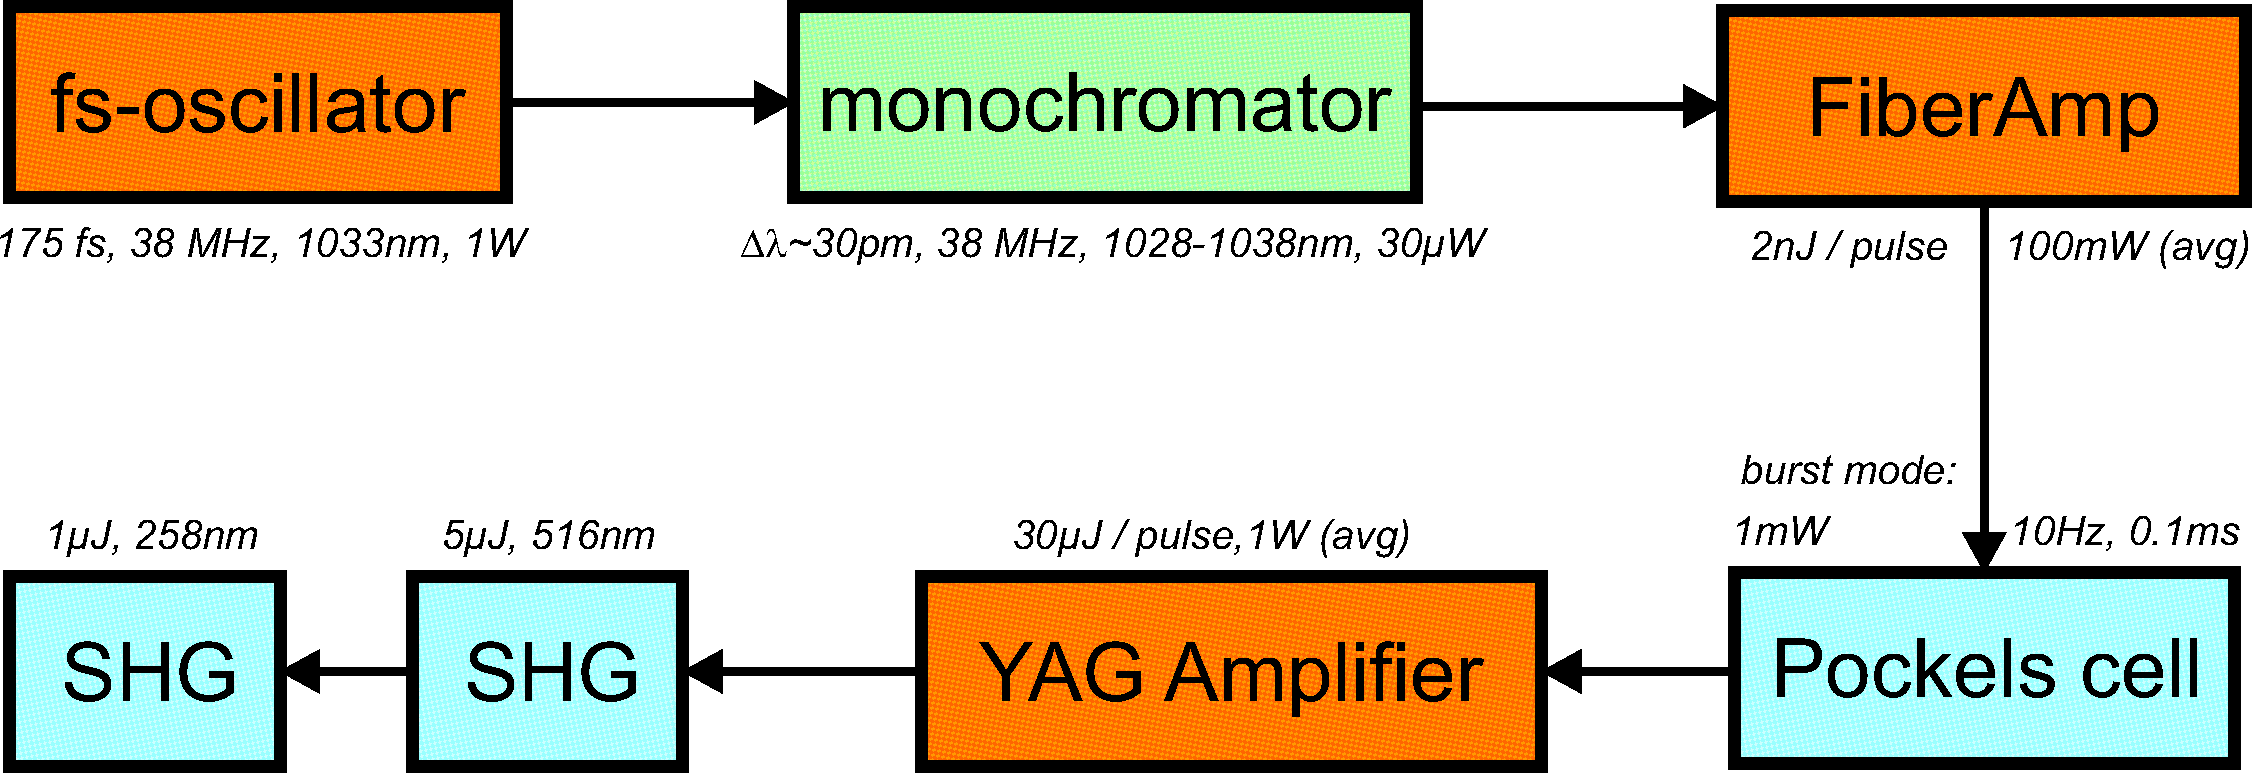 fs-oscillator
monochromator
FiberAmp
175 fs, 38 MHz, 1033nm, 1W
Δλ~30pm, 38 MHz, 1028-1038nm, 30µW
2nJ / pulse
100mW (avg)
burst mode:
1mW
10Hz, 0.1ms
1µJ, 258nm
5µJ, 516nm
30µJ / pulse,1W (avg)
SHG
SHG
YAG Amplifier
Pockels cell